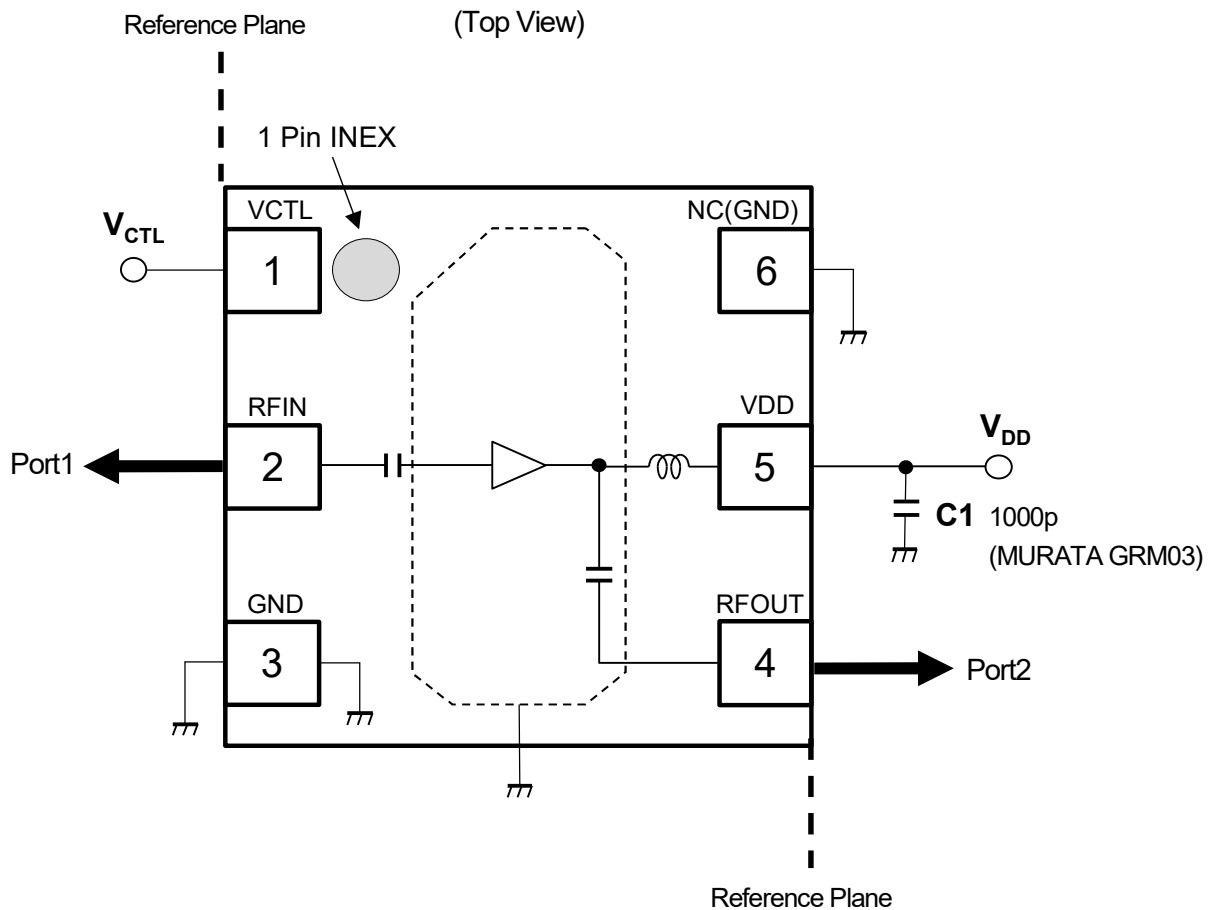 Reference Plane
(Top View)
1 Pin INEX
VCTL
NC(GND)
VCTL
1
6
RFIN
VDD
VDD
Port1
2
5
C1 1000p
(MURATA GRM03)
GND
RFOUT
3
4
Port2
Reference Plane